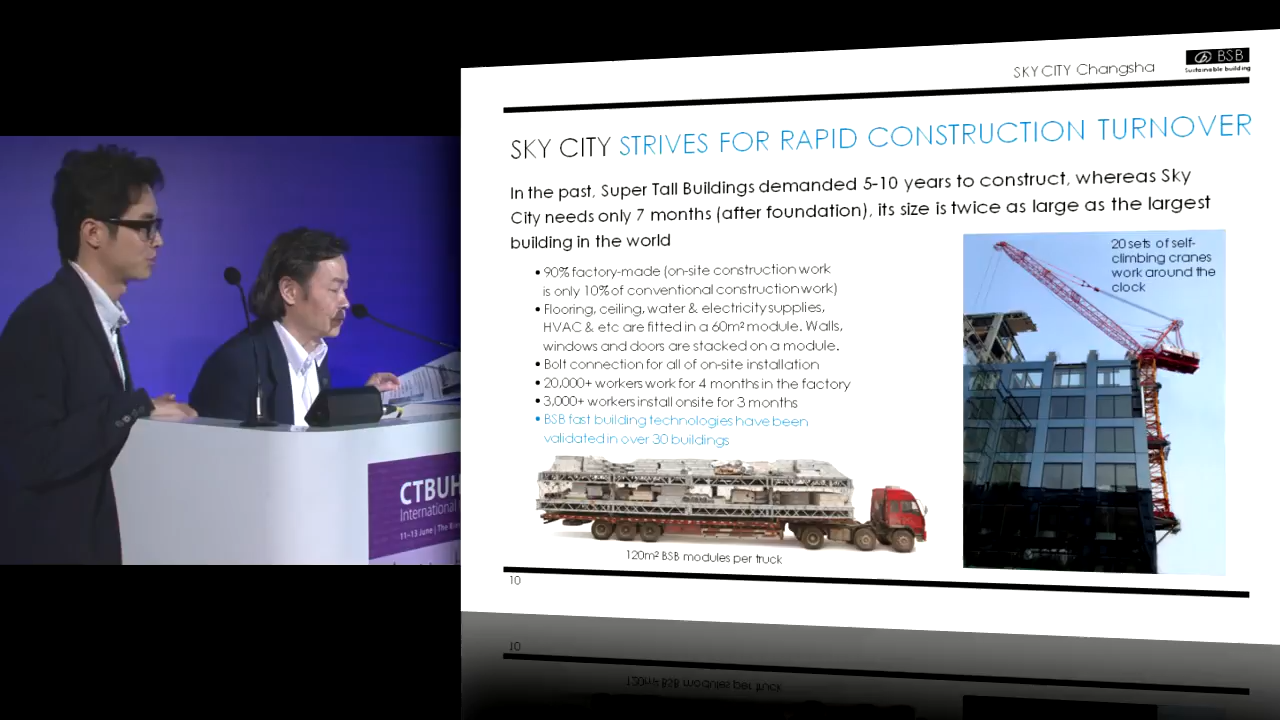 SKY CITY Changsha
BSB
Sustainable building
SKY CITY STRIVES FOR RAPID CONSTRUCTION TURNOVER
In the past, Super Tall Buildings demanded 5-10 years to construct, whereas Sky
City needs only 7 months (after foundation), its size is twice as large as the largest
building in the world
• 90% factory-made (on-site construction work
is only 10% of conventional construction work)
• Flooring, ceiling, water & electricity supplies,
HVAC & etc are fitted in a 60m² module. Walls,
windows and doors are stacked on a module.
• Bolt connection for all of on-site installation
• 20,000+ workers work for 4 months in the factory
• 3,000+ workers install onsite for 3 months
• BSB fast building technologies have been
validated in over 30 buildings
20 sets of self-
climbing cranes
work around the
clock
120m² BSB modules per truck
10
CTBUH
International
11-13 June | The